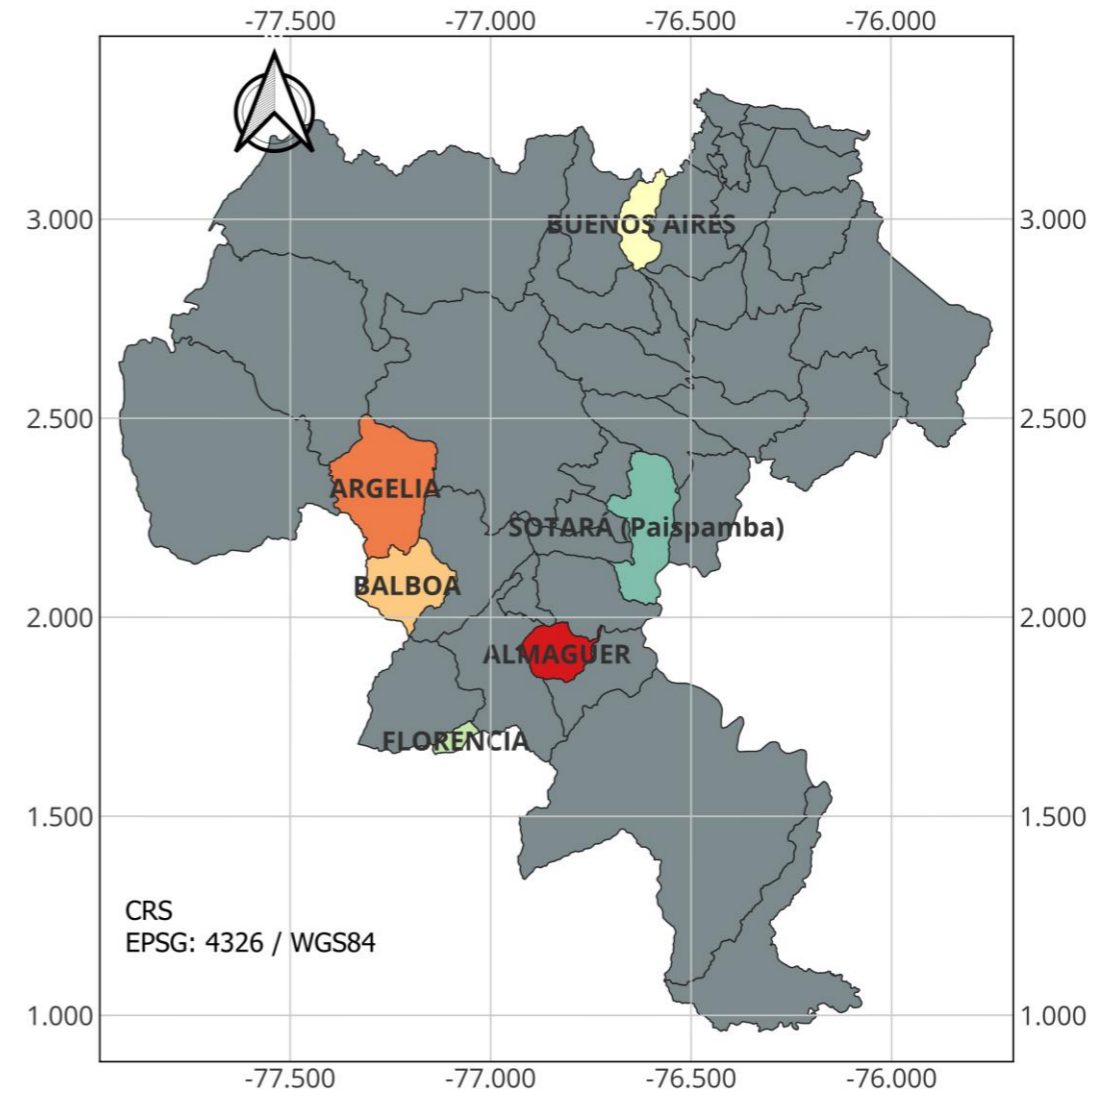 -77.500 -77.000 -76.500 -76.000
3.000 BUENOS AIRES 3.000
2.500 2.500
ARGELIA
SOTARA (Paispamba)
BALBOA
2.000 2.000
ALMAGUER
FLORENCIA
1.500 1.500
CRS
EPSG: 4326 / WGS84
1.000 1.000
-77.500 -77.000 -76.500 -76.000